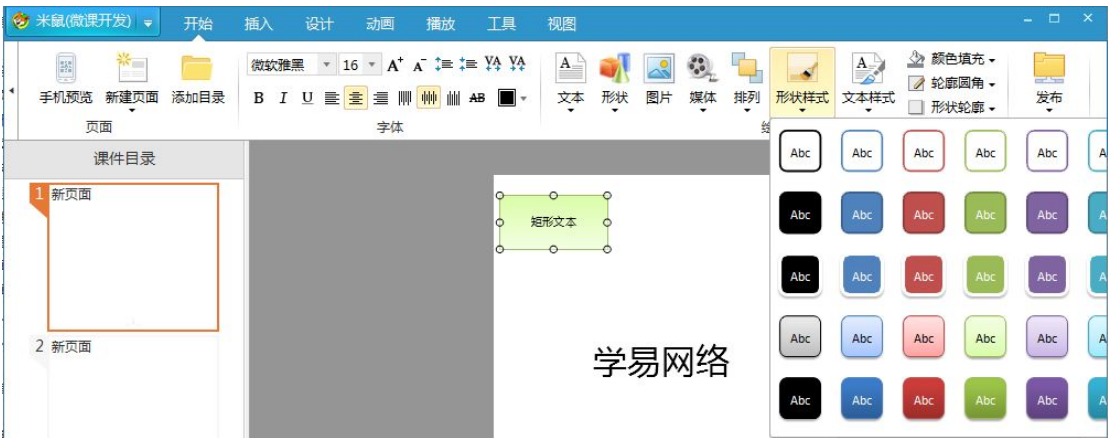 米鼠(微课开发)
开始 插入 设计 动画 播放 工具 视图
微软雅黑 16 A A VA VA
手机预览 新建页面 添加目录
B I U AB
文本 形状 图片 媒体 排列 形状样式 文本样式
颜色填充
轮廓圆角
形状轮廓
发布
页面 字体
课件目录
1 新页面
2 新页面
矩形文本
学易网络
Abc Abc Abc Abc Abc A
Abc Abc Abc Abc Abc A
Abc Abc Abc Abc Abc A
Abc Abc Abc Abc Abc A
Abc Abc Abc Abc Abc A